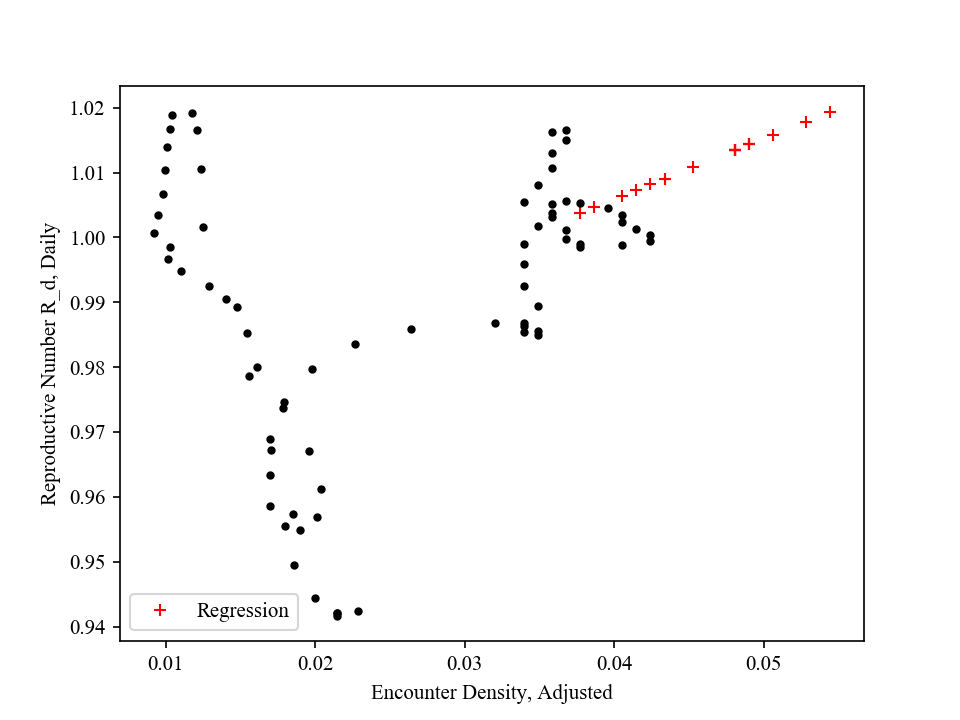 1.02
1.01
1.00
0.99
0.98
0.97
0.96
0.95
0.94
Reproductive Number R_d, Daily
Regression
0.01 0.02 0.03 0.04 0.05
Encounter Density, Adjusted